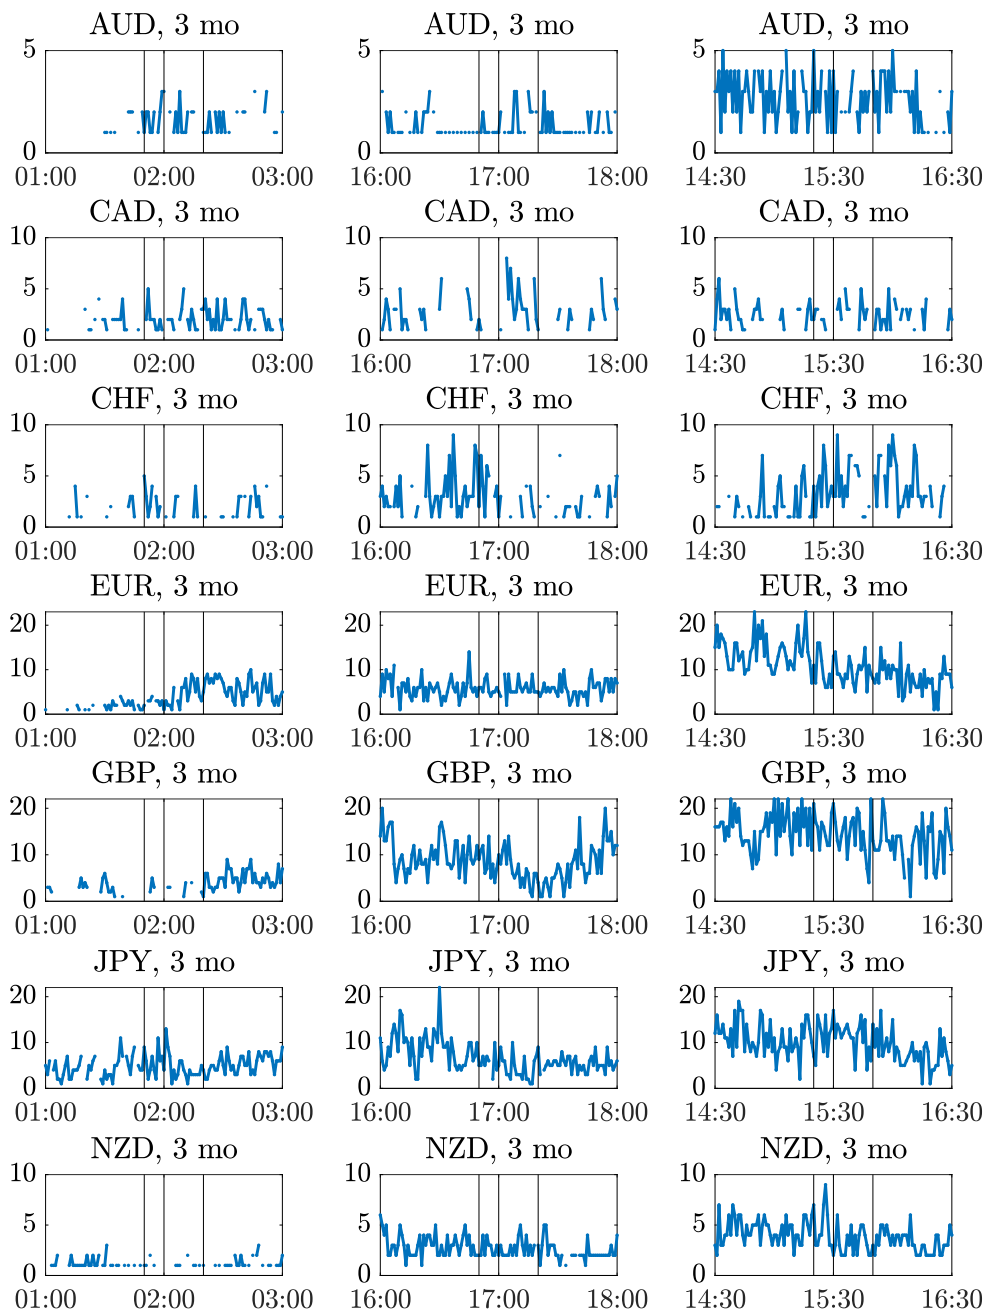 AUD, 3 mo AUD, 3 mo AUD, 3 mo
5 5 5
0 0 0
01:00 02:00 03:00 16:00 17:00 18:00 14:30 15:30 16:30
CAD, 3 mo CAD, 3 mo CAD, 3 mo
10 10 10
5 5 5
0 0 0
01:00 02:00 03:00 16:00 17:00 18:00 14:30 15:30 16:30
CHF, 3 mo CHF, 3 mo CHF, 3 mo
10 10 10
5 5 5
0 0 0
01:00 02:00 03:00 16:00 17:00 18:00 14:30 15:30 16:30
EUR, 3 mo EUR, 3 mo EUR, 3 mo
20 20 20
10 10 10
0 0 0
01:00 02:00 03:00 16:00 17:00 18:00 14:30 15:30 16:30
GBP, 3 mo GBP, 3 mo GBP, 3 mo
20 20 20
10 10 10
0 0 0
01:00 02:00 03:00 16:00 17:00 18:00 14:30 15:30 16:30
JPY, 3 mo JPY, 3 mo JPY, 3 mo
20 20 20
10 10 10
0 0 0
01:00 02:00 03:00 16:00 17:00 18:00 14:30 15:30 16:30
NZD, 3 mo NZD, 3 mo NZD, 3 mo
10 10 10
5 5 5
0 0 0
01:00 02:00 03:00 16:00 17:00 18:00 14:30 15:30 16:30